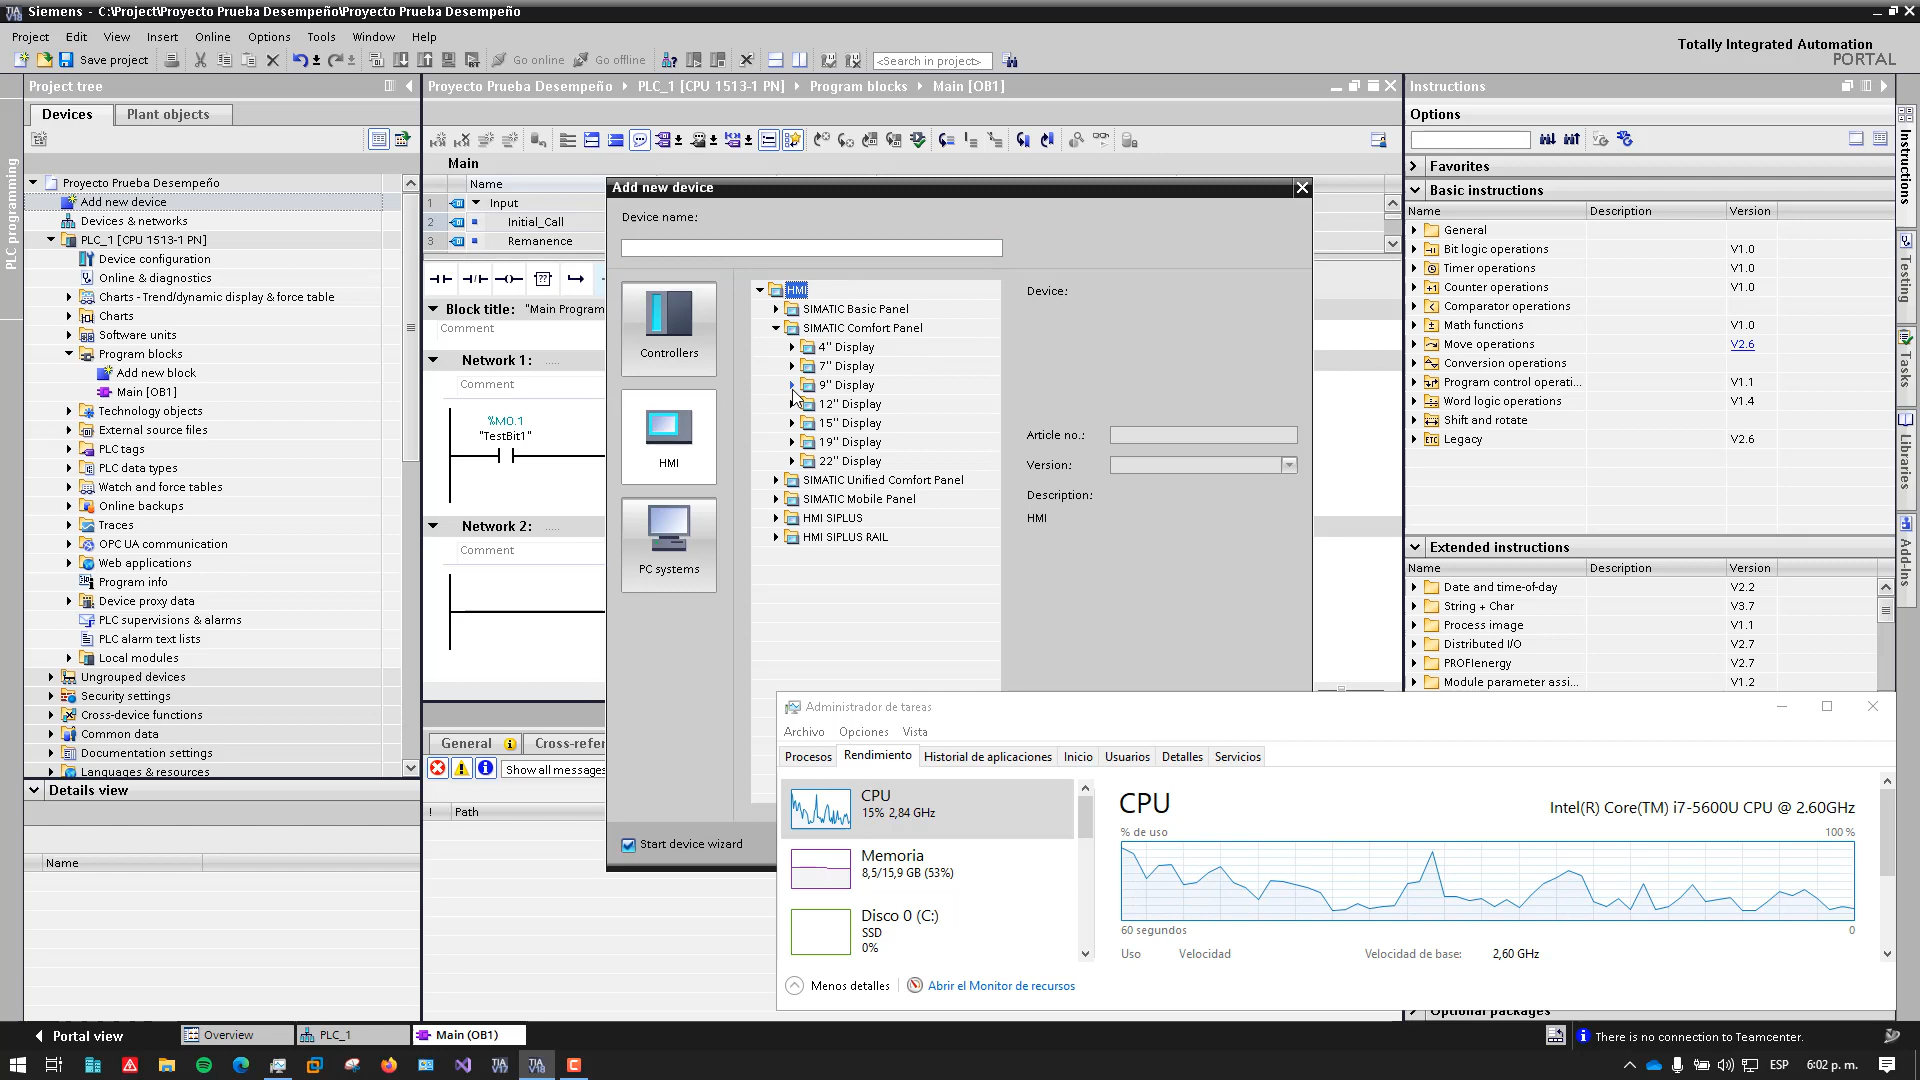 Siemens - C:\Project\Proyecto Prueba Desempeño\Proyecto Prueba Desempeño
Project Edit View Insert Online Options Tools Window Help
Totally Integrated Automation
PORTAL
Save project
Go online
Go offline
<Search in project>
Project tree
Devices
Plant objects
PLC programming
Proyecto Prueba Desempeño
Add new device
Devices & networks
PLC_1 [CPU 1513-1 PN]
Device configuration
Online & diagnostics
Charts - Trend/dynamic display & force table
Charts
Software units
Program blocks
Add new block
Main [OB1]
Technology objects
External source files
PLC tags
PLC data types
Watch and force tables
Online backups
Traces
OPC UA communication
Web applications
Program info
Device proxy data
PLC supervisions & alarms
PLC alarm text lists
Local modules
Ungrouped devices
Security settings
Cross-device functions
Common data
Documentation settings
Languages & resources
Details view
Name
Proyecto Prueba Desempeño PLC_1 [CPU 1513-1 PN] Program blocks Main [OB1]
Main
Name
1 Input
2 Initial_Call
3 Remanence
Block title: "Main Program
Comment
Network 1: .....
Comment
%M0.1
"TestBit1"
Network 2: .....
Comment
General
Cross-refer
Show all messages
! Path
Add new device
Device name:
Controllers
HMI
PC systems
HMI
SIMATIC Basic Panel
SIMATIC Comfort Panel
4'' Display
7'' Display
9'' Display
12'' Display
15'' Display
19'' Display
22'' Display
SIMATIC Unified Comfort Panel
SIMATIC Mobile Panel
HMI SIPLUS
HMI SIPLUS RAIL
Device:
Article no.:
Version:
Description:
HMI
Start device wizard
Instructions
Options
Favorites
Basic instructions
Name Description Version
General
Bit logic operations V1.0
Timer operations V1.0
Counter operations V1.0
Comparator operations
Math functions V1.0
Move operations V2.6
Conversion operations
Program control operati... V1.1
Word logic operations V1.4
Shift and rotate
Legacy V2.6
Extended instructions
Name Description Version
Date and time-of-day V2.2
String + Char V3.7
Process image V1.1
Distributed I/O V2.7
PROFIenergy V2.7
Module parameter assi... V1.2
Optional packages
Instructions
Testing
Tasks
Libraries
Add-Ins
Administrador de tareas
Archivo Opciones Vista
Procesos Rendimiento Historial de aplicaciones Inicio Usuarios Detalles Servicios
CPU
15% 2,84 GHz
Memoria
8,5/15,9 GB (53%)
Disco 0 (C:)
SSD
0%
CPU
Intel(R) Core(TM) i7-5600U CPU @ 2.60GHz
% de uso
100 %
60 segundos
0
Uso Velocidad Velocidad de base: 2,60 GHz
Menos detalles
Abrir el Monitor de recursos
Portal view
Overview
PLC_1
Main (OB1)
There is no connection to Teamcenter.
ESP
6:02 p. m.